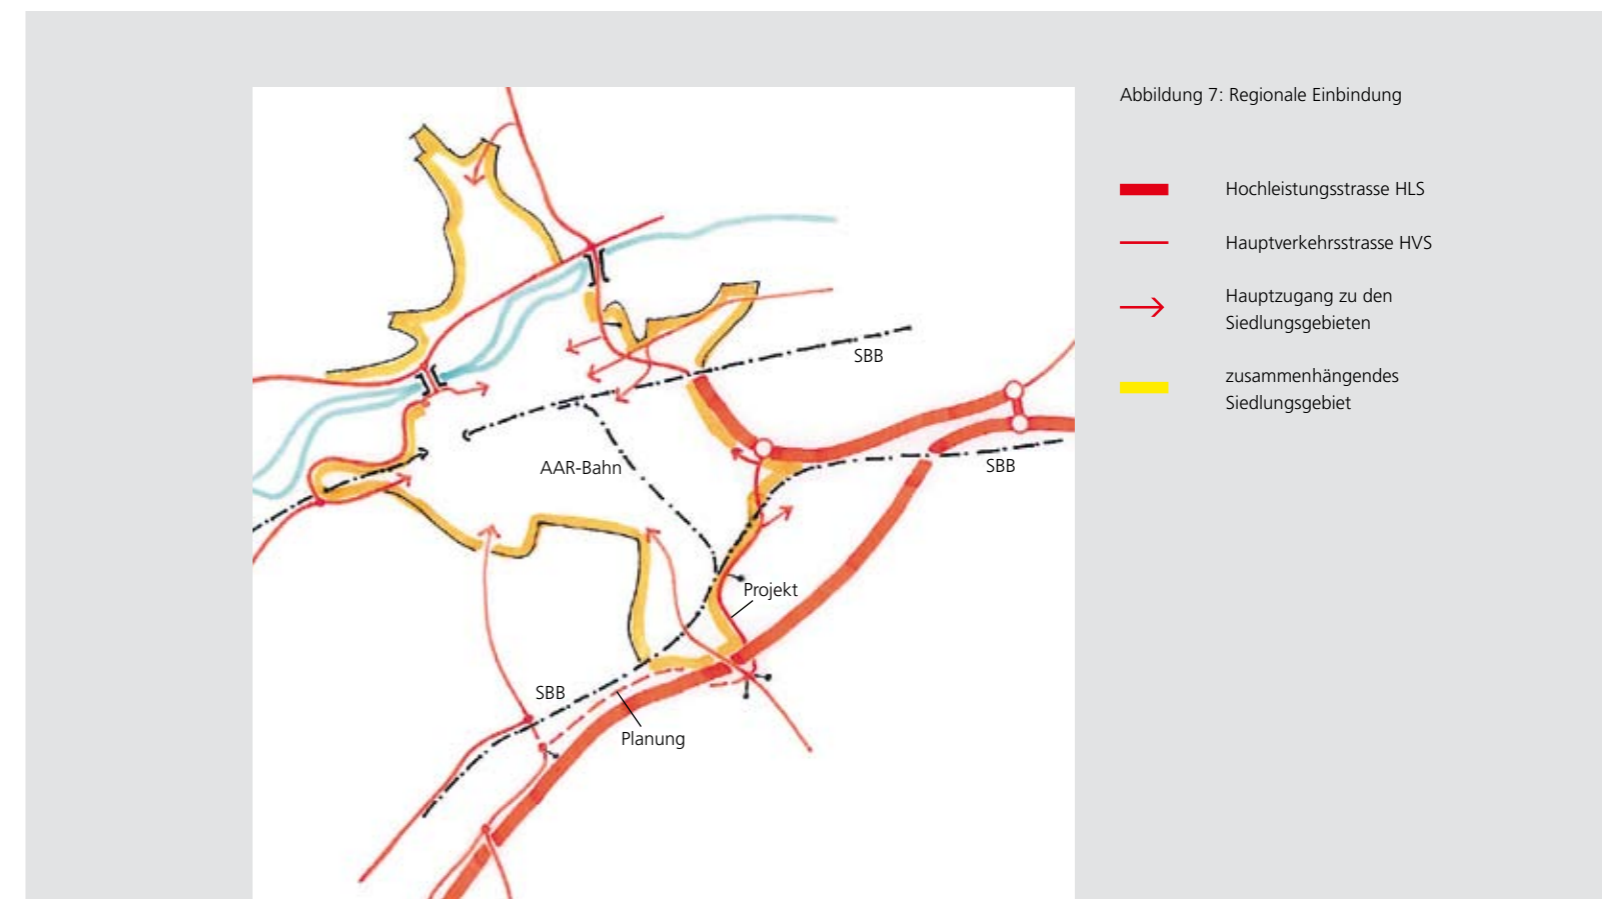 Abbildung 7: Regionale Einbindung
Hochleistungsstrasse HLS
Hauptverkehrsstrasse HVS
Hauptzugang zu den
Siedlungsgebieten
zusammenhängendes
Siedlungsgebiet
SBB
AAR-Bahn
SBB
Projekt
SBB
Planung